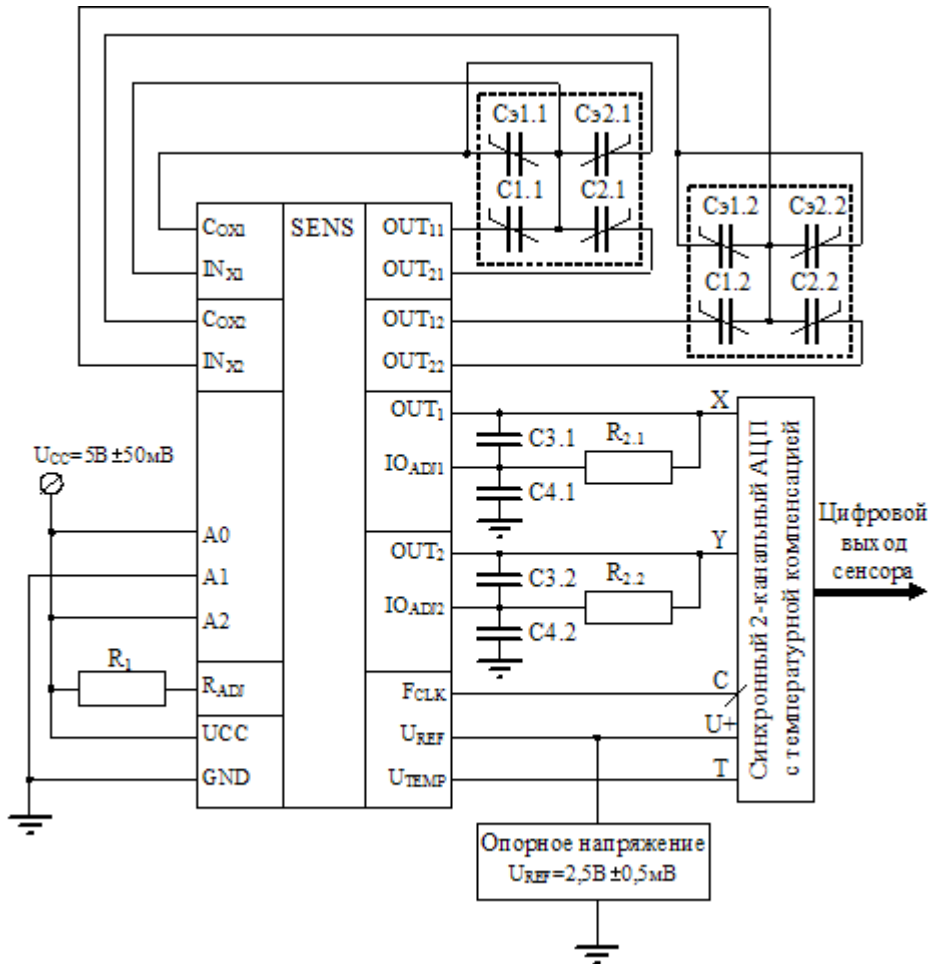 Cэ1.1 Cэ2.1
C1.1 C2.1
Cэ1.2 Cэ2.2
C1.2 C2.2
COX1 SENS OUT11
INX1 OUT21
COX2 OUT12
INX2 OUT22
OUT1 X
C3.1 R2.1
IOADJ1
C4.1
UCC=5В±50мВ
A0
A1
A2
OUT2 Y
C3.2 R2.2
IOADJ2
C4.2
R1
RADJ
UCC
GND
FCLK C
UREF U+
UTEMP T
Синхронный 2-канальный АЦП
с температурной компенсацией
Цифровой
выход
сенсора
Опорное напряжение
UREF=2,5В±0,5мВ